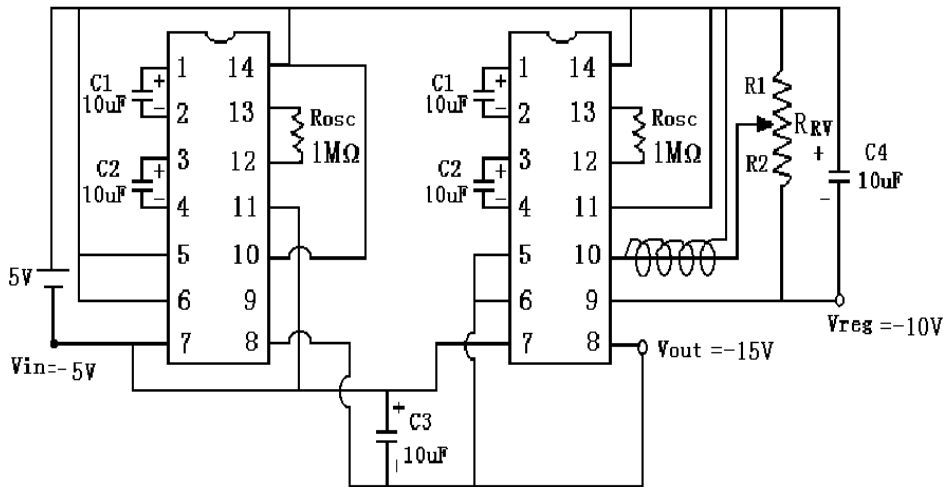 1
14
C1
+
10uF
−
2
13
Rosc
1MΩ
3
12
C2
+
10uF
−
4
11
5
10
6
9
7
8
5V
Vin=-5V
1
14
C1
+
10uF
−
2
13
Rosc
1MΩ
3
12
C2
+
10uF
−
4
11
5
10
6
9
7
8
R1
RRV
R2
+
C4
10uF
−
Vreg =-10V
Vout =-15V
+
C3
10uF
−